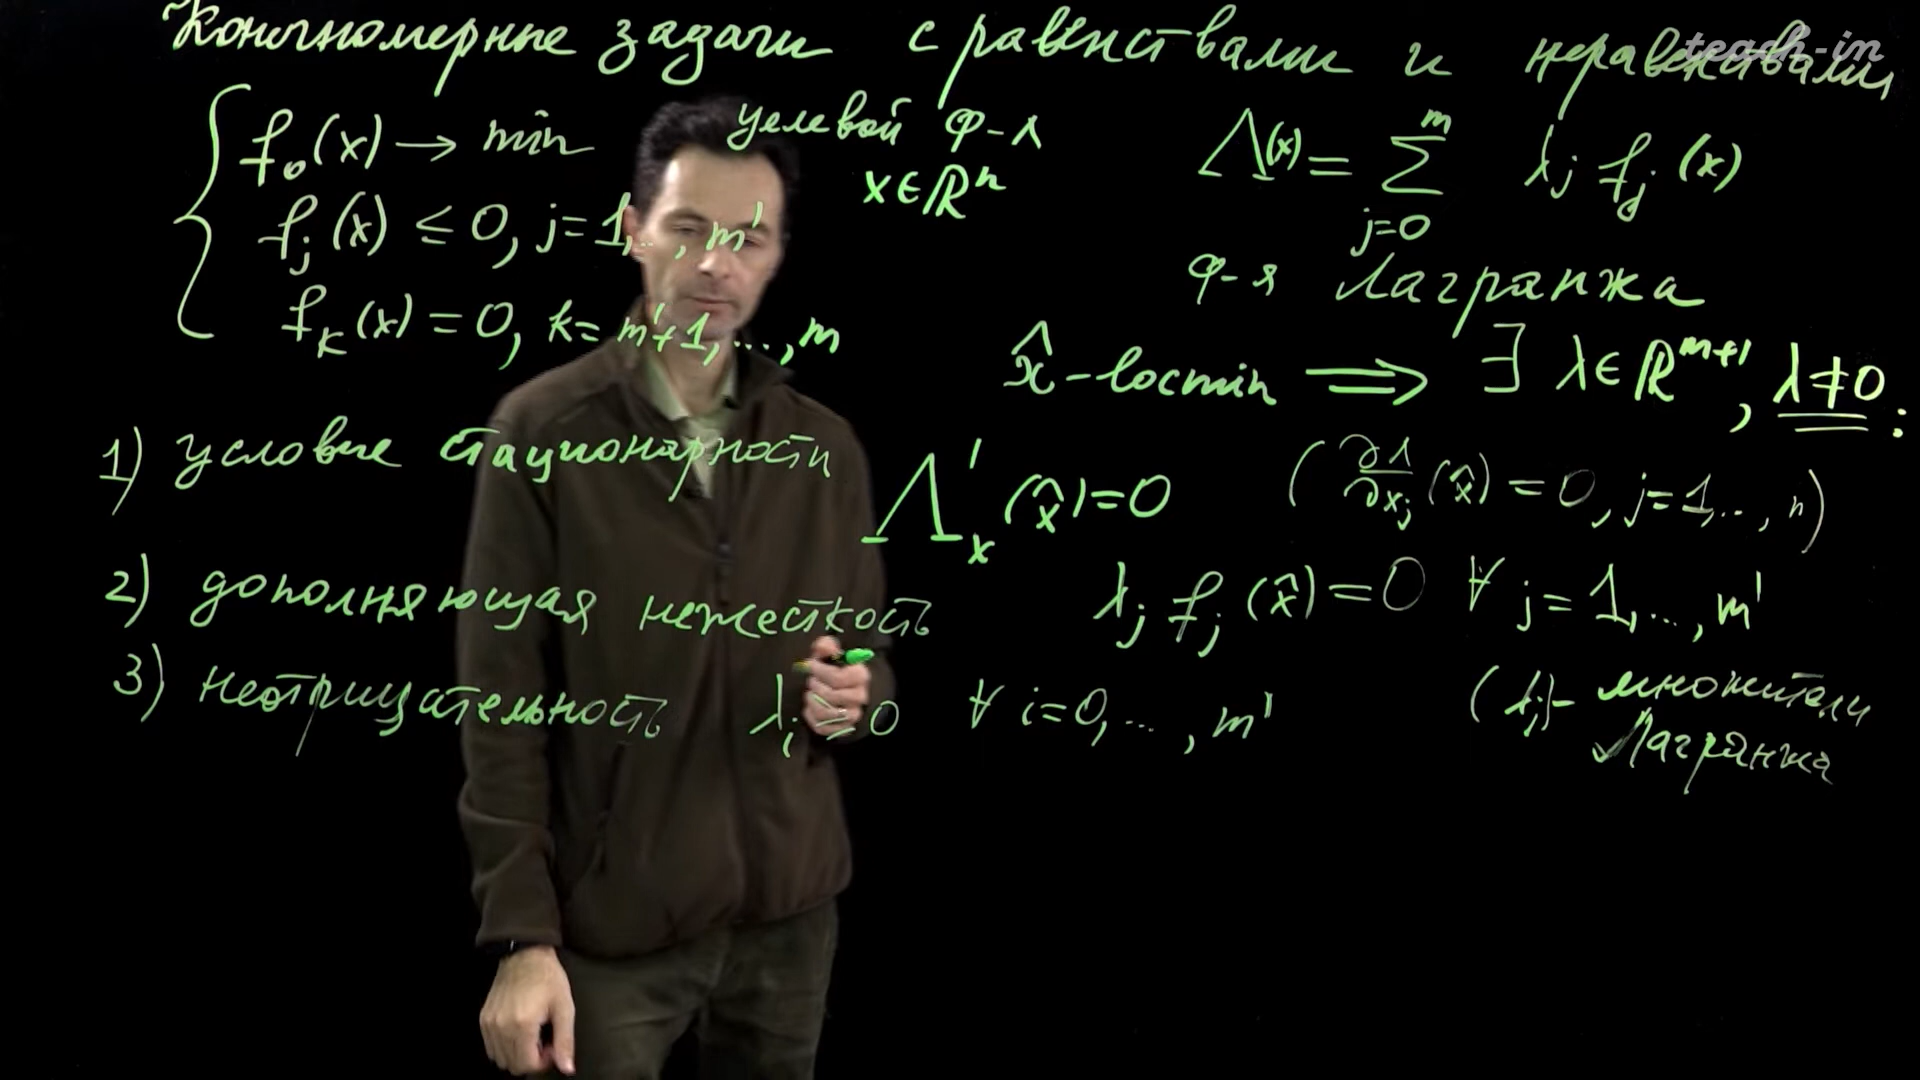 Конечномерные задачи с равенствами и неравенствами
teach-in
f₀(x) → min
целевой ф-л
x ∈ ℝⁿ
fⱼ(x) ≤ 0, j=1,..,m'
f_k(x) = 0, k= m'+1,...,m
Λ(x) = ∑_{j=0}^{m} λⱼ fⱼ(x)
ф-я Лагранжа
x̂ - locmin ⟹ ∃ λ ∈ ℝ^{m+1}, λ≠0 :
1) условие стационарности Λ'ₓ(x̂)=0 (∂Λ/∂xⱼ (x̂) = 0, j=1,..,n)
2) дополняющая нежесткость λⱼ fⱼ(x̂)=0 ∀ j=1,...,m'
3) неотрицательность λᵢ ≥ 0 ∀ i=0,...,m'
(λⱼ)- множители
Лагранжа